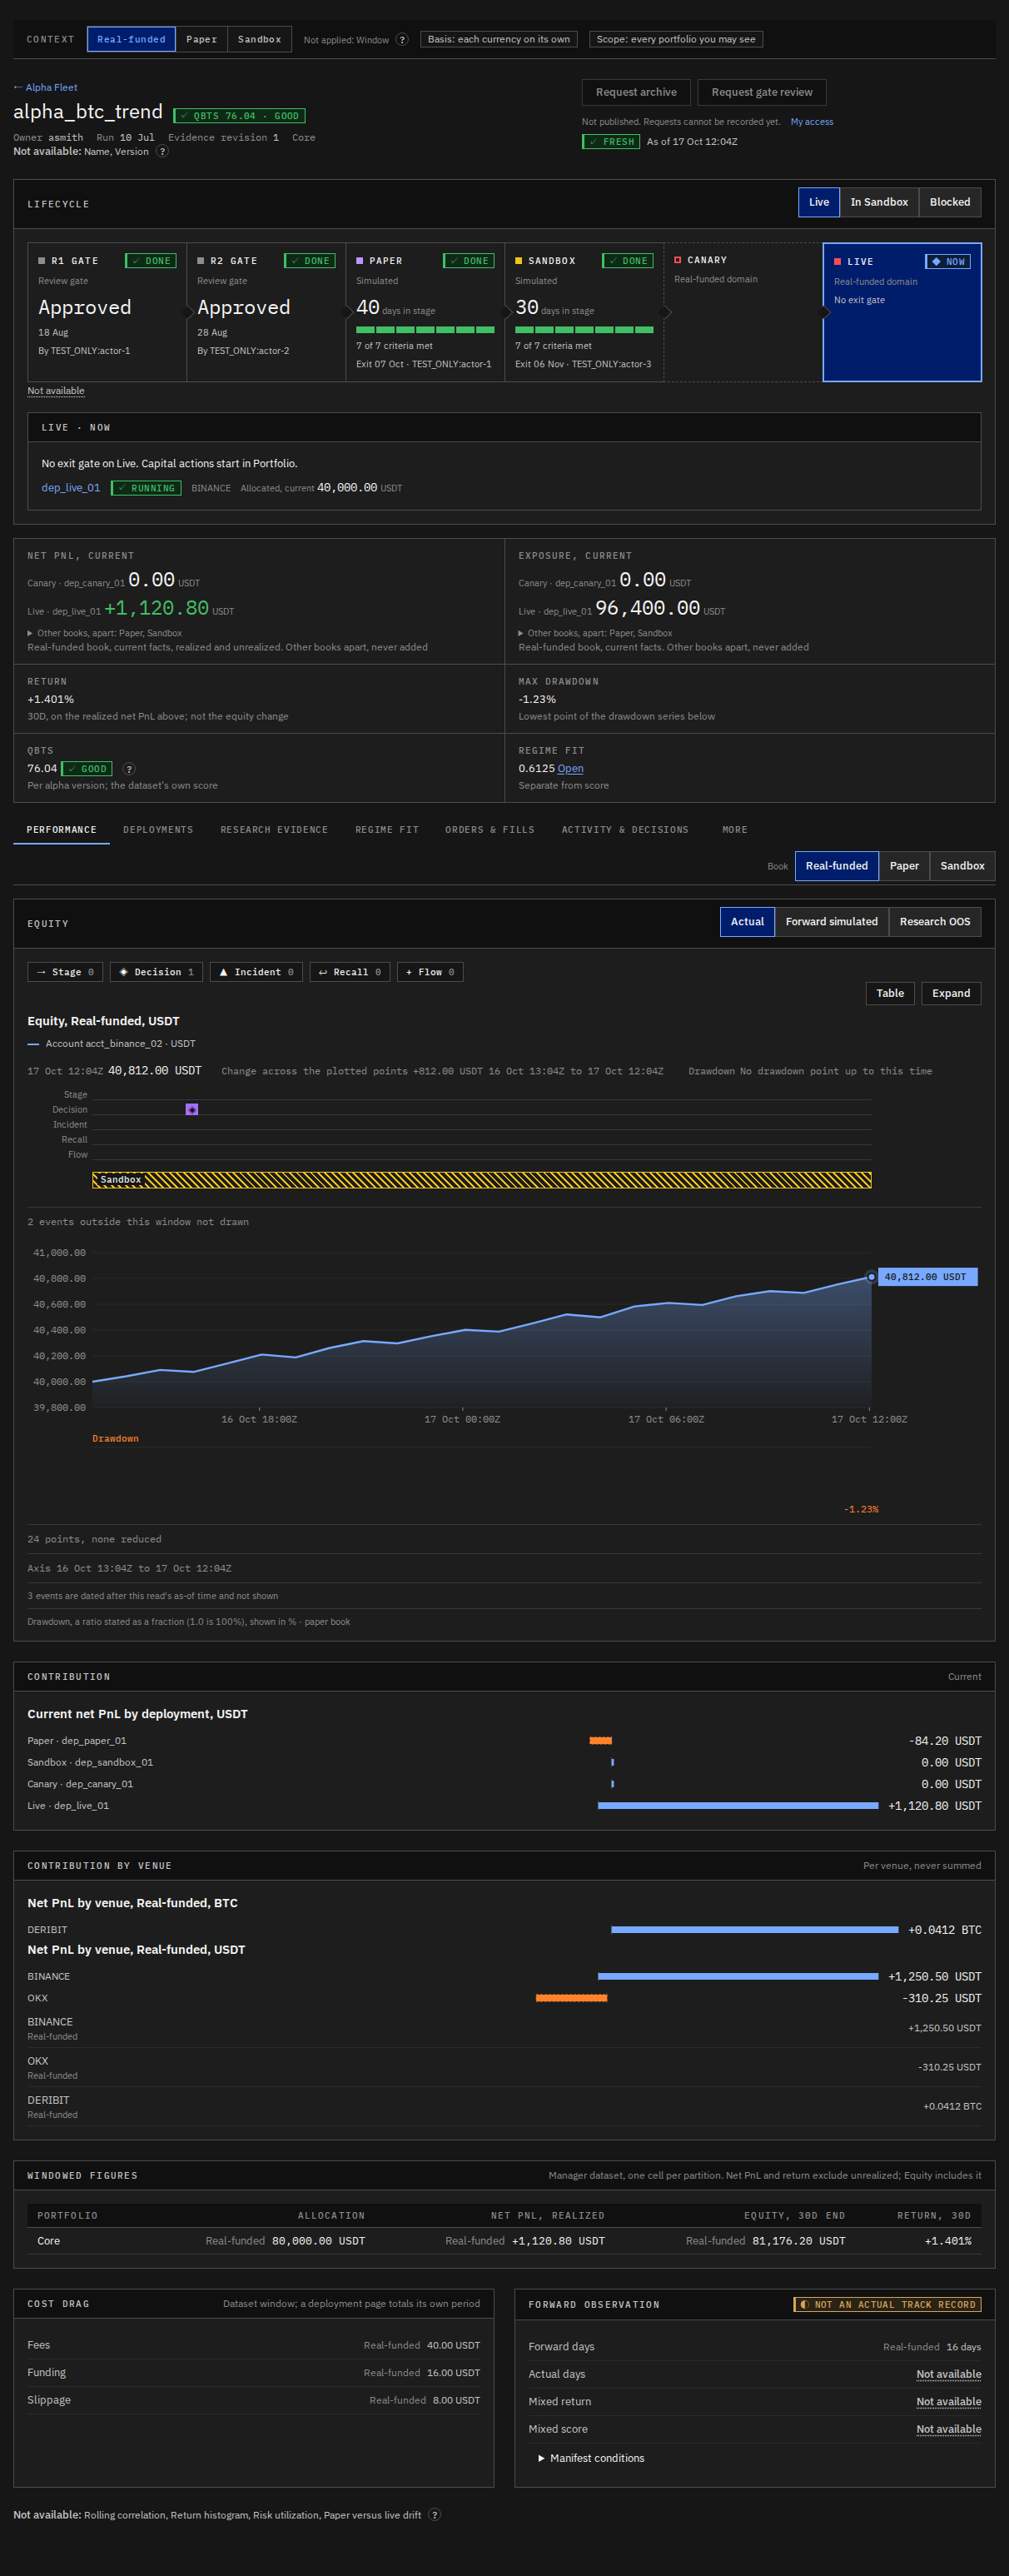 CONTEXT Real-funded Paper Sandbox Not applied: Window ? Basis: each currency on its own Scope: every portfolio you may see
← Alpha Fleet
alpha_btc_trend ✓ QBTS 76.04 · GOOD
Owner asmith Run 10 Jul Evidence revision 1 Core
Not available: Name, Version ?
Request archive Request gate review
Not published. Requests cannot be recorded yet. My access
✓ FRESH As of 17 Oct 12:04Z
LIFECYCLE Live In Sandbox Blocked
R1 GATE ✓ DONE
Review gate
Approved
18 Aug
By TEST_ONLY:actor-1
R2 GATE ✓ DONE
Review gate
Approved
28 Aug
By TEST_ONLY:actor-2
PAPER ✓ DONE
Simulated
40 days in stage
7 of 7 criteria met
Exit 07 Oct · TEST_ONLY:actor-1
SANDBOX ✓ DONE
Simulated
30 days in stage
7 of 7 criteria met
Exit 06 Nov · TEST_ONLY:actor-3
CANARY
Real-funded domain
LIVE ◆ NOW
Real-funded domain
No exit gate
Not available
LIVE · NOW
No exit gate on Live. Capital actions start in Portfolio.
dep_live_01 ✓ RUNNING BINANCE Allocated, current 40,000.00 USDT
NET PNL, CURRENT
Canary · dep_canary_01 0.00 USDT
Live · dep_live_01 +1,120.80 USDT
▶ Other books, apart: Paper, Sandbox
Real-funded book, current facts, realized and unrealized. Other books apart, never added
EXPOSURE, CURRENT
Canary · dep_canary_01 0.00 USDT
Live · dep_live_01 96,400.00 USDT
▶ Other books, apart: Paper, Sandbox
Real-funded book, current facts. Other books apart, never added
RETURN
+1.401%
30D, on the realized net PnL above; not the equity change
MAX DRAWDOWN
-1.23%
Lowest point of the drawdown series below
QBTS
76.04 ✓ GOOD ?
Per alpha version; the dataset's own score
REGIME FIT
0.6125 Open
Separate from score
PERFORMANCE DEPLOYMENTS RESEARCH EVIDENCE REGIME FIT ORDERS & FILLS ACTIVITY & DECISIONS MORE
Book Real-funded Paper Sandbox
EQUITY Actual Forward simulated Research OOS
→ Stage 0 ◈ Decision 1 ▲ Incident 0 ↩ Recall 0 + Flow 0
Table Expand
Equity, Real-funded, USDT
Account acct_binance_02 · USDT
17 Oct 12:04Z 40,812.00 USDT Change across the plotted points +812.00 USDT 16 Oct 13:04Z to 17 Oct 12:04Z Drawdown No drawdown point up to this time
Stage
Decision
Incident
Recall
Flow
Sandbox
2 events outside this window not drawn
41,000.00
40,800.00
40,812.00 USDT
40,600.00
40,400.00
40,200.00
40,000.00
39,800.00
16 Oct 18:00Z 17 Oct 00:00Z 17 Oct 06:00Z 17 Oct 12:00Z
Drawdown
-1.23%
24 points, none reduced
Axis 16 Oct 13:04Z to 17 Oct 12:04Z
3 events are dated after this read's as-of time and not shown
Drawdown, a ratio stated as a fraction (1.0 is 100%), shown in % · paper book
CONTRIBUTION Current
Current net PnL by deployment, USDT
Paper · dep_paper_01 -84.20 USDT
Sandbox · dep_sandbox_01 0.00 USDT
Canary · dep_canary_01 0.00 USDT
Live · dep_live_01 +1,120.80 USDT
CONTRIBUTION BY VENUE Per venue, never summed
Net PnL by venue, Real-funded, BTC
DERIBIT +0.0412 BTC
Net PnL by venue, Real-funded, USDT
BINANCE +1,250.50 USDT
OKX -310.25 USDT
BINANCE
Real-funded
+1,250.50 USDT
OKX
Real-funded
-310.25 USDT
DERIBIT
Real-funded
+0.0412 BTC
WINDOWED FIGURES Manager dataset, one cell per partition. Net PnL and return exclude unrealized; Equity includes it
PORTFOLIO ALLOCATION NET PNL, REALIZED EQUITY, 30D END RETURN, 30D
Core Real-funded 80,000.00 USDT Real-funded +1,120.80 USDT Real-funded 81,176.20 USDT +1.401%
COST DRAG Dataset window; a deployment page totals its own period
Fees Real-funded 40.00 USDT
Funding Real-funded 16.00 USDT
Slippage Real-funded 8.00 USDT
FORWARD OBSERVATION ◐ NOT AN ACTUAL TRACK RECORD
Forward days Real-funded 16 days
Actual days Not available
Mixed return Not available
Mixed score Not available
▶ Manifest conditions
Not available: Rolling correlation, Return histogram, Risk utilization, Paper versus live drift ?